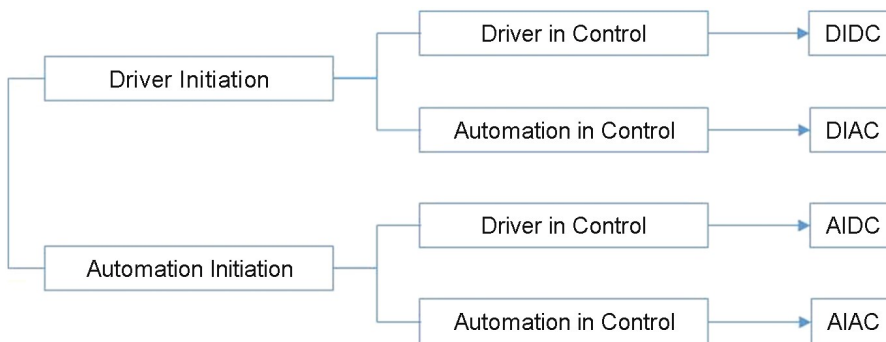 Driver in Control
DIDC
Driver Initiation
Automation in Control
DIAC
Driver in Control
AIDC
Automation Initiation
Automation in Control
AIAC